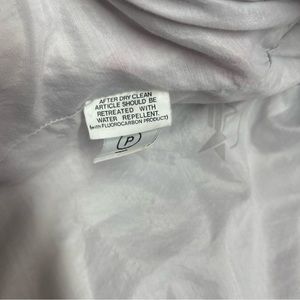 AFTER DRY CLEAN
ARTICLE SHOULD BE
RETREATED WITH
WATER REPELLENT.
(with FLUOROCARBON PRODUCT)
P